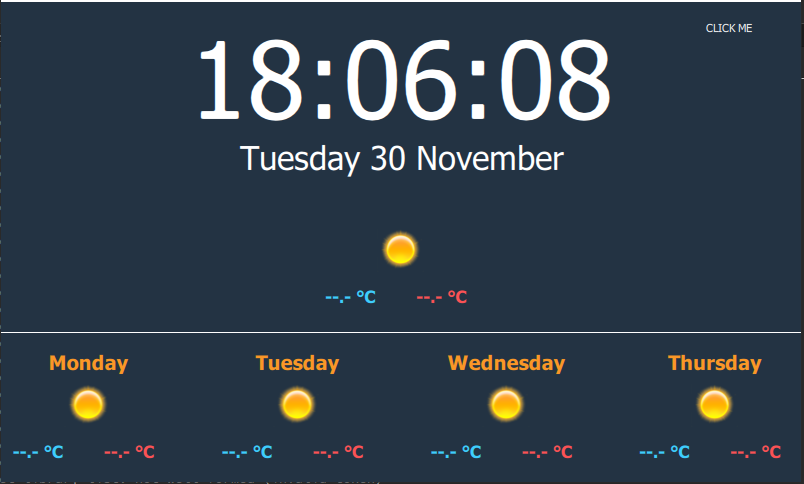 CLICK ME
18:06:08
Tuesday 30 November
--.- °C --.- °C
Monday Tuesday Wednesday Thursday
--.- °C --.- °C --.- °C --.- °C --.- °C --.- °C --.- °C --.- °C